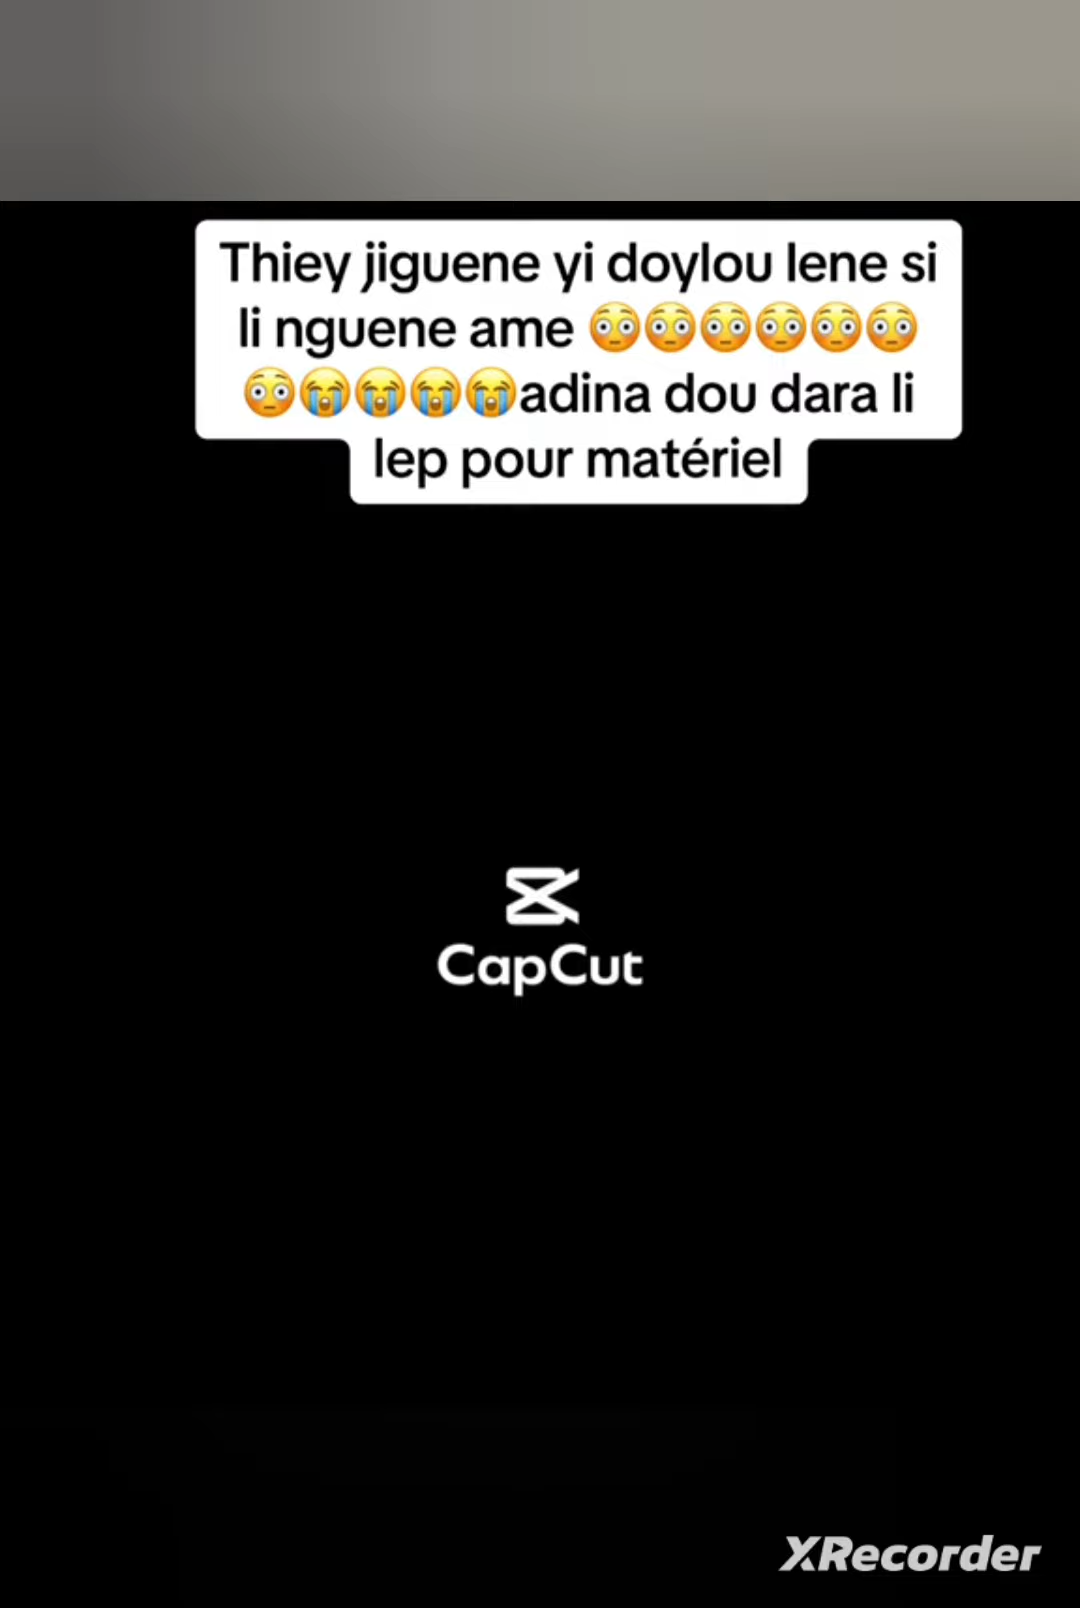 Thiey jiguene yi doylou lene si
li nguene ame 😳😳😳😳😳😳
😳😭😭😭😭adina dou dara li
lep pour matériel
CapCut
XRecorder